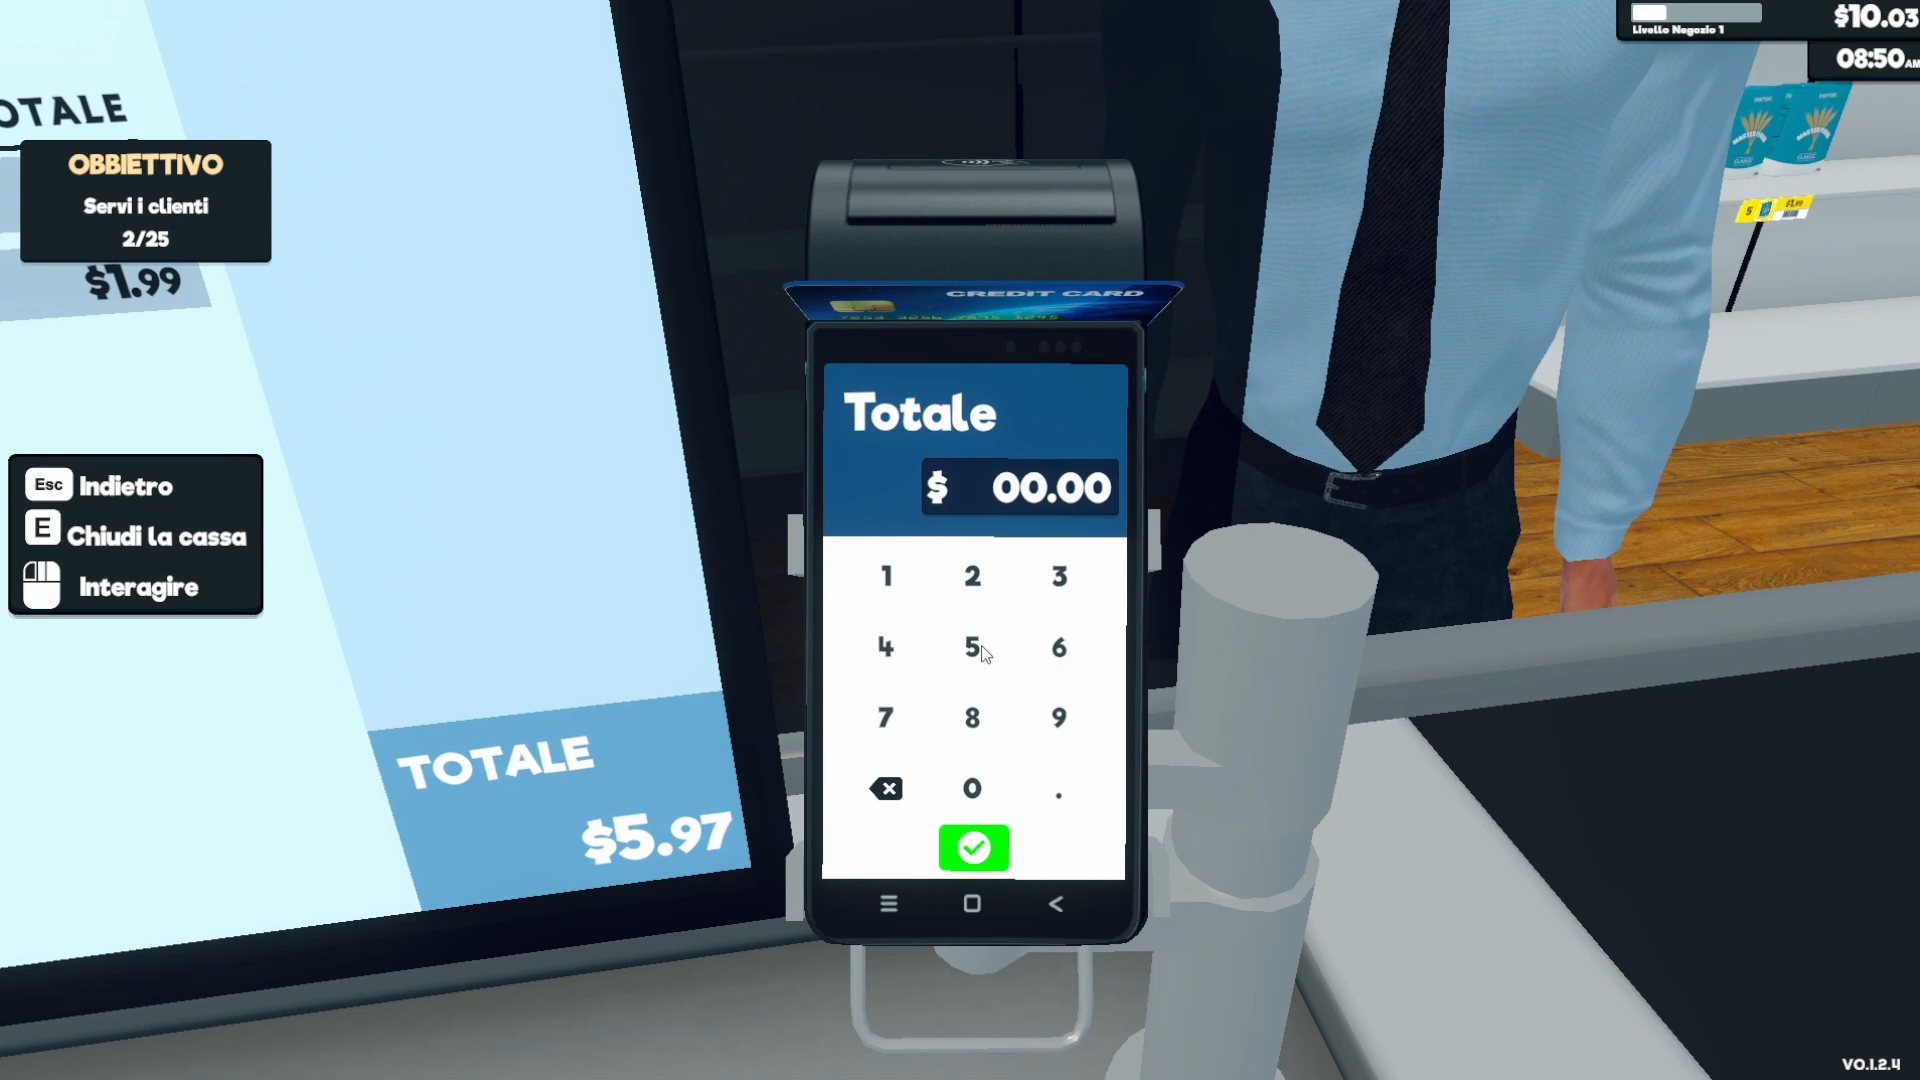 $10.03
Livello Negozio 1
08:50AM
OTALE
OBBIETTIVO
Servi i clienti
2/25
$1.99
CREDIT CARD
Totale
$ 00.00
Esc Indietro
E Chiudi la cassa
Interagire
1 2 3
4 5 6
7 8 9
0 .
TOTALE
$5.97
V0.1.2.4